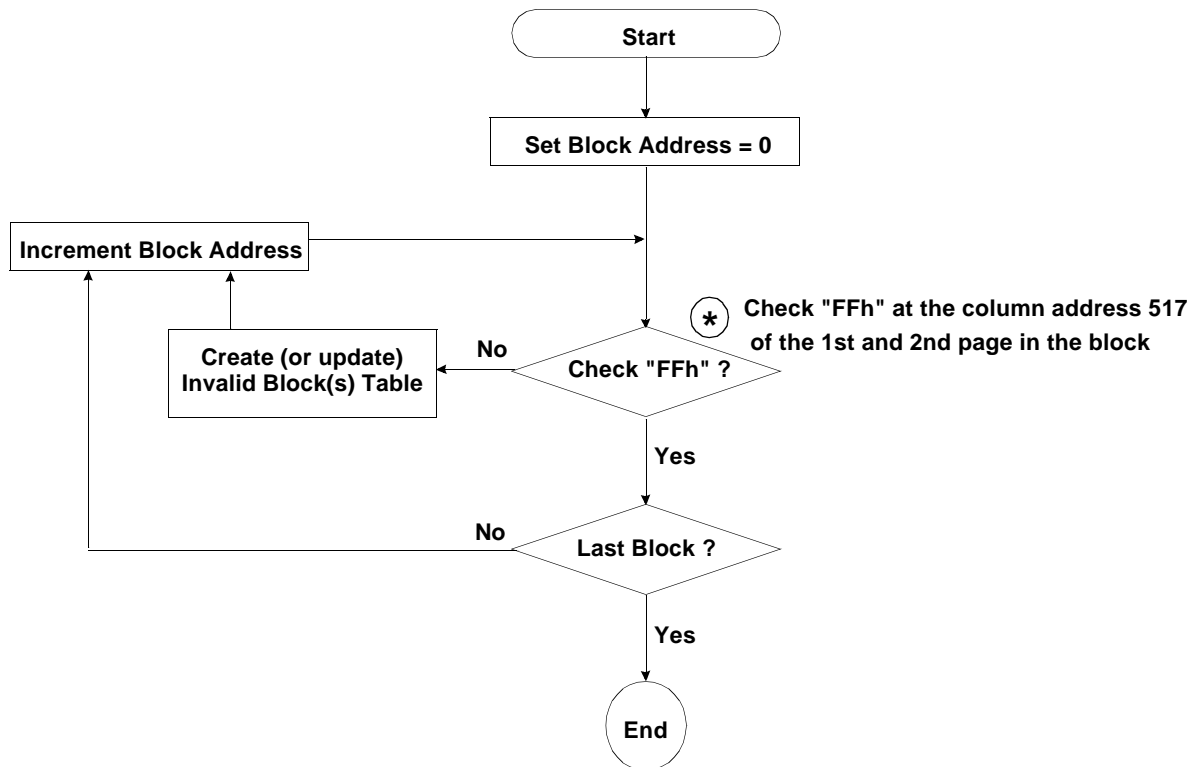 Start
Set Block Address = 0
Increment Block Address
* Check "FFh" at the column address 517
of the 1st and 2nd page in the block
Create (or update)
Invalid Block(s) Table
No
Check "FFh" ?
Yes
No
Last Block ?
Yes
End